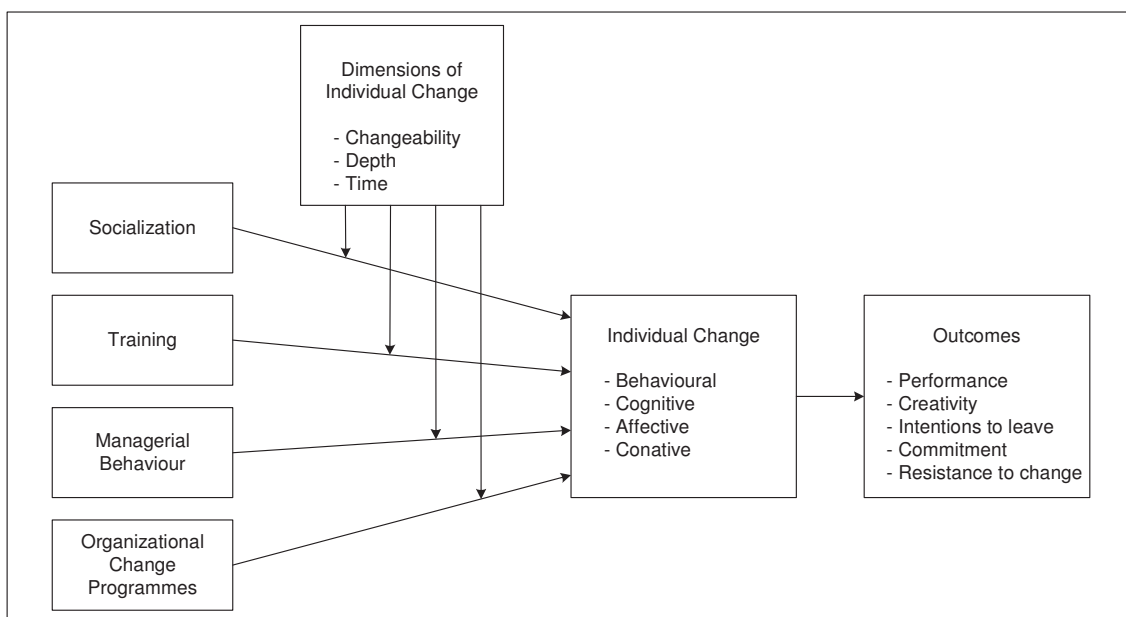 Dimensions of
Individual Change
- Changeability
- Depth
- Time
Socialization
Training
Managerial
Behaviour
Organizational
Change
Programmes
Individual Change
- Behavioural
- Cognitive
- Affective
- Conative
Outcomes
- Performance
- Creativity
- Intentions to leave
- Commitment
- Resistance to change